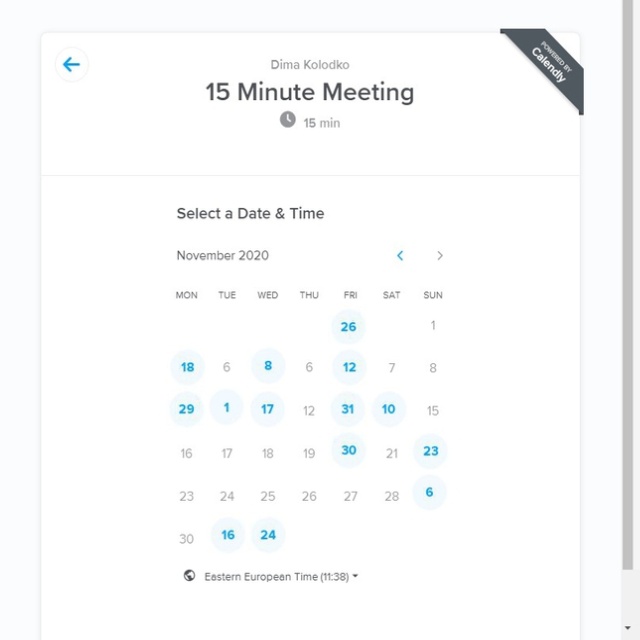 POWERED BY
Calendly
Dima Kolodko
15 Minute Meeting
15 min
Select a Date & Time
November 2020
MON TUE WED THU FRI SAT SUN
26 1
18 6 8 6 12 7 8
29 1 17 12 31 10 15
16 17 18 19 30 21 23
23 24 25 26 27 28 6
30 16 24
Eastern European Time (11:38)